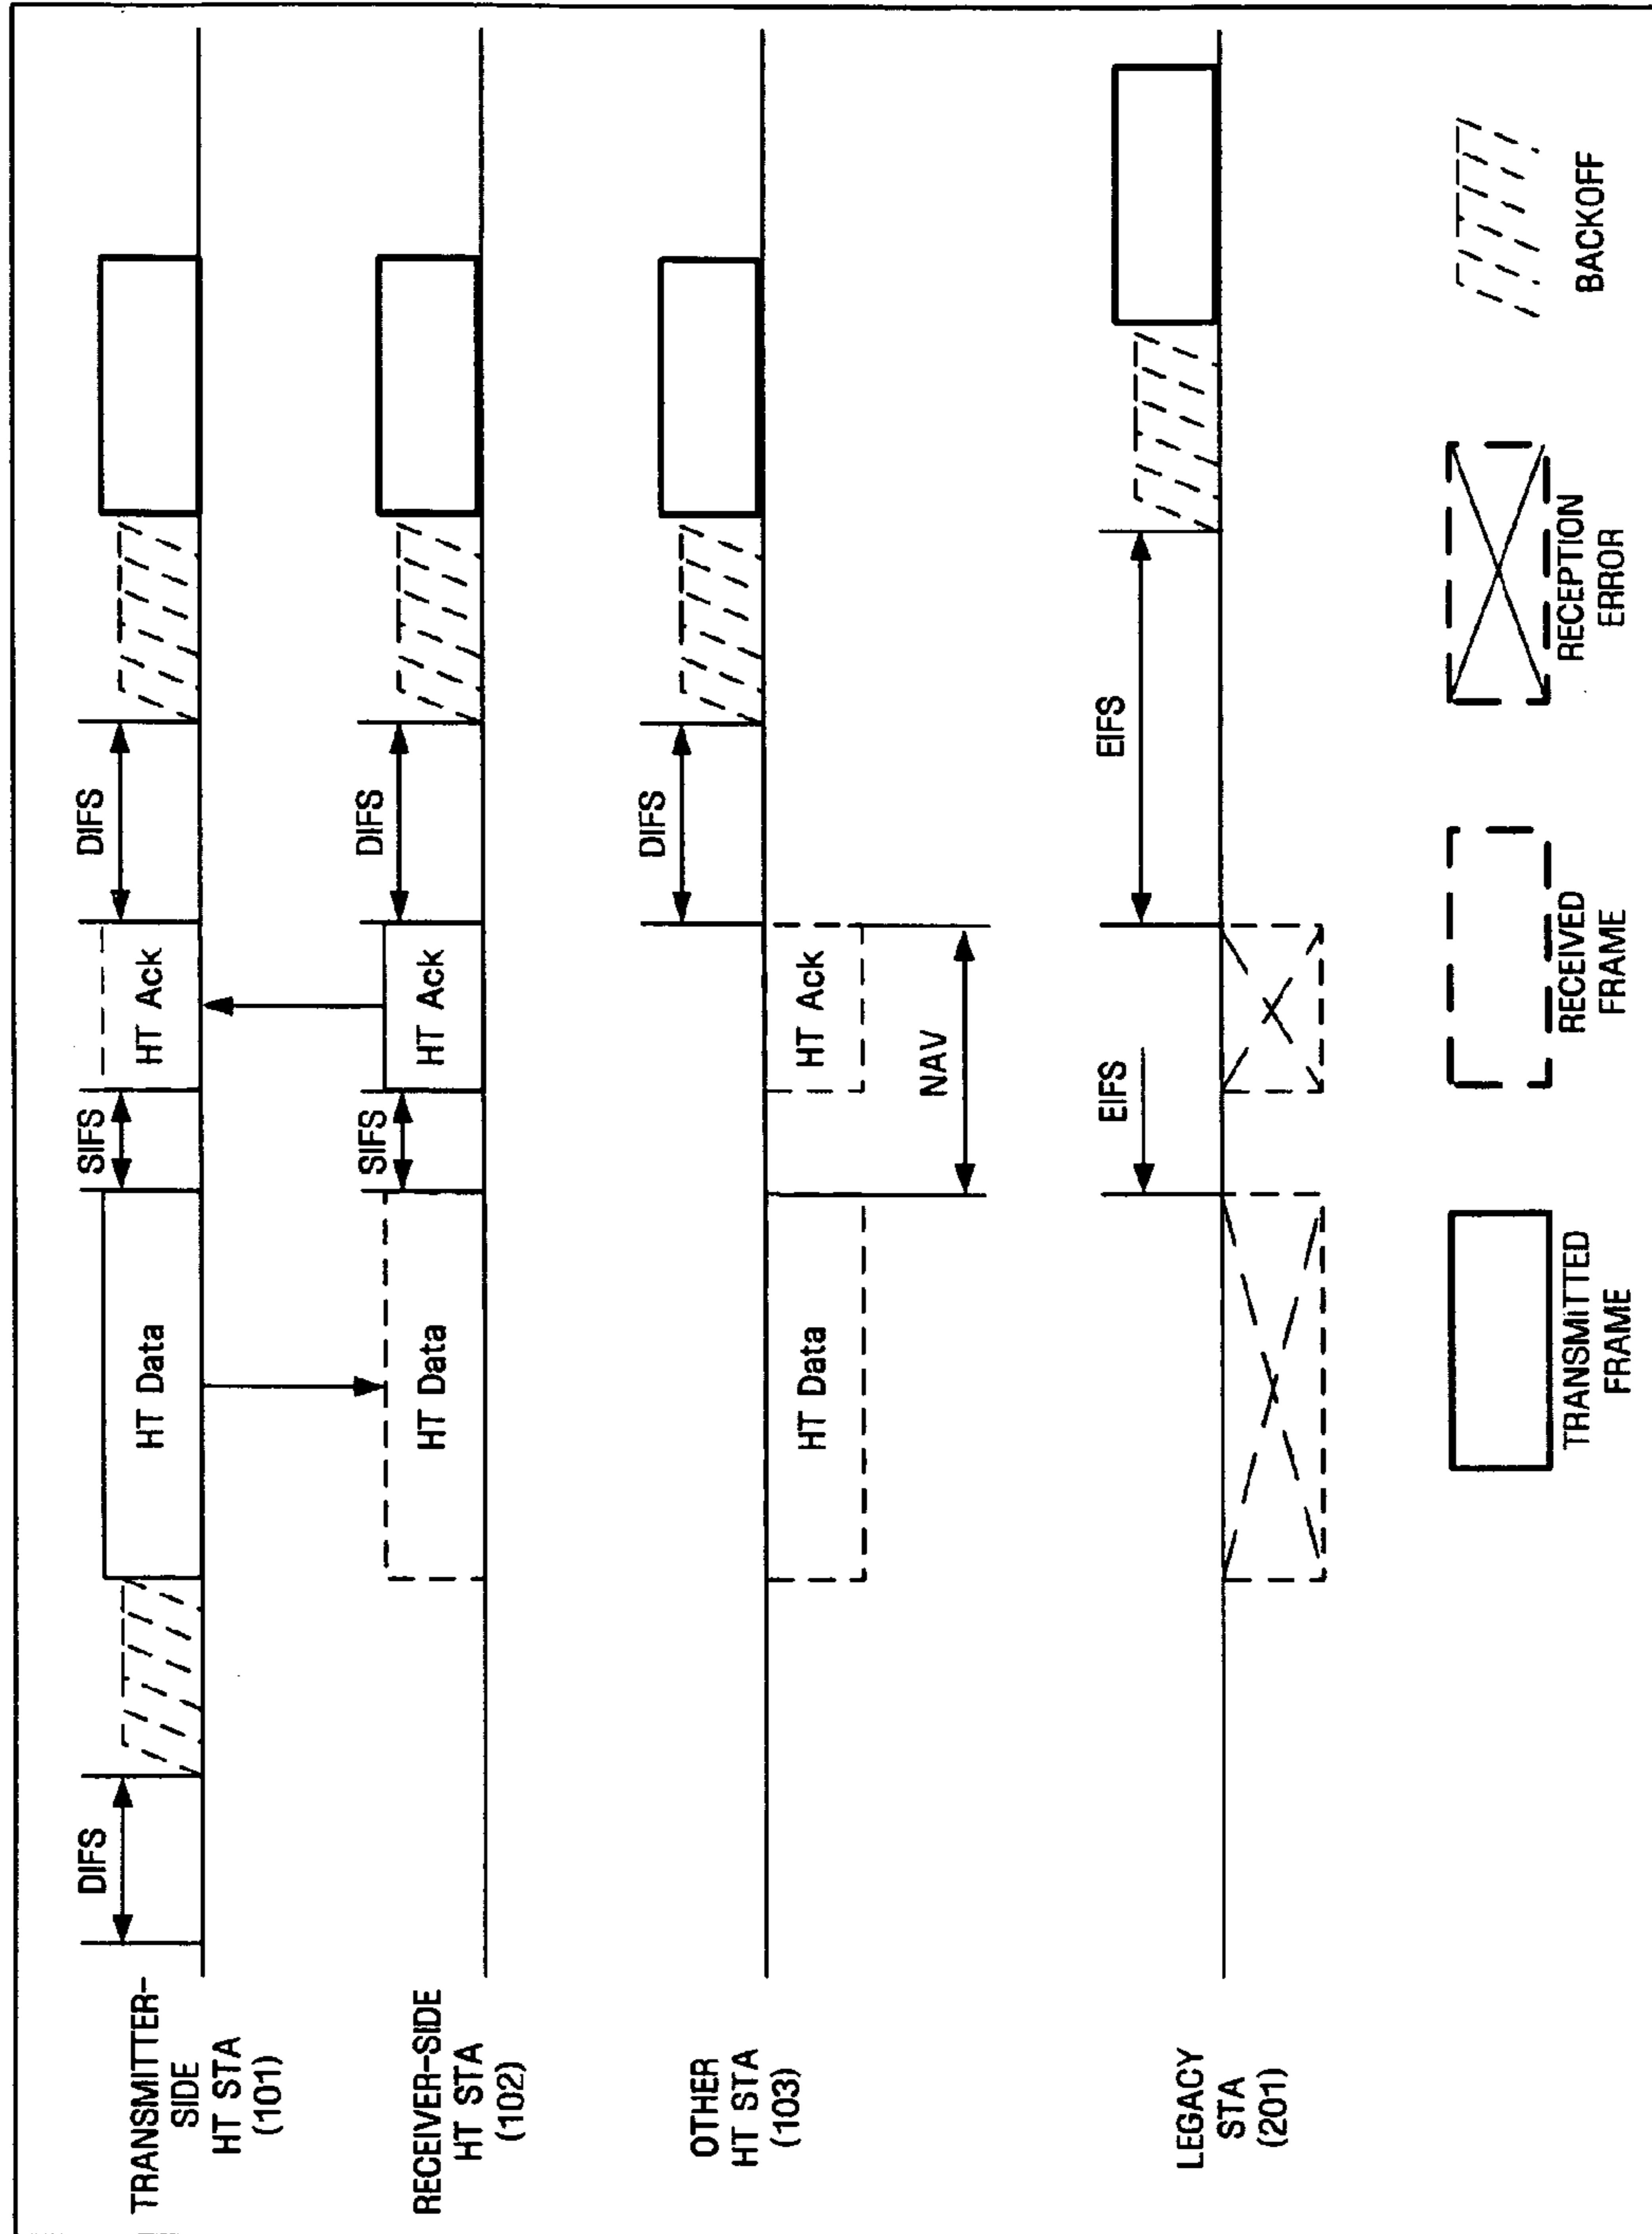 TRANSMITTER-
SIDE
HT STA
(101)
DIFS
HT Data
SIFS
HT Ack
DIFS
RECEIVER-SIDE
HT STA
(102)
HT Data
SIFS
HT Ack
DIFS
OTHER
HT STA
(103)
HT Data
HT Ack
DIFS
NAV
LEGACY
STA
(201)
EIFS
EIFS
TRANSMITTED
FRAME
RECEIVED
FRAME
RECEPTION
ERROR
BACKOFF